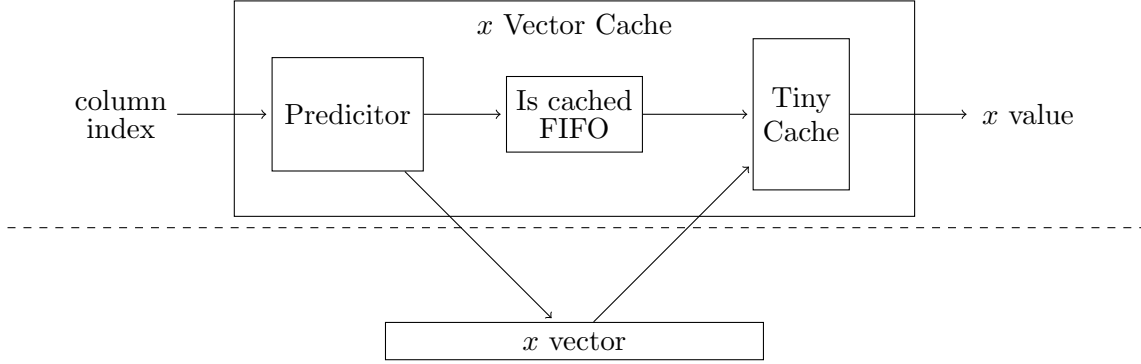 x Vector Cache
column
index
Predicitor
Is cached
FIFO
Tiny
Cache
x value
x vector